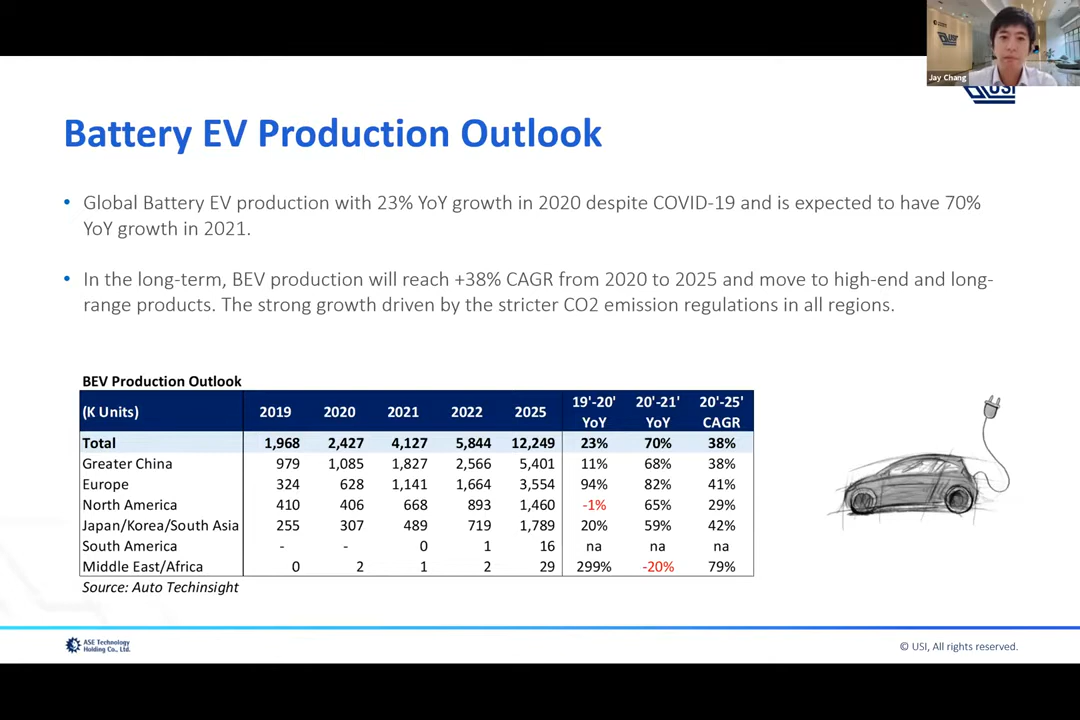 USI
Jay Chang
USI
Battery EV Production Outlook
• Global Battery EV production with 23% YoY growth in 2020 despite COVID-19 and is expected to have 70%
YoY growth in 2021.
• In the long-term, BEV production will reach +38% CAGR from 2020 to 2025 and move to high-end and long-
range products. The strong growth driven by the stricter CO2 emission regulations in all regions.
BEV Production Outlook
(K Units) 2019 2020 2021 2022 2025 19'-20' YoY 20'-21' YoY 20'-25' CAGR
Total 1,968 2,427 4,127 5,844 12,249 23% 70% 38%
Greater China 979 1,085 1,827 2,566 5,401 11% 68% 38%
Europe 324 628 1,141 1,664 3,554 94% 82% 41%
North America 410 406 668 893 1,460 -1% 65% 29%
Japan/Korea/South Asia 255 307 489 719 1,789 20% 59% 42%
South America - - 0 1 16 na na na
Middle East/Africa 0 2 1 2 29 299% -20% 79%
Source: Auto Techinsight
ASE Technology
Holding Co., Ltd.
© USI, All rights reserved.